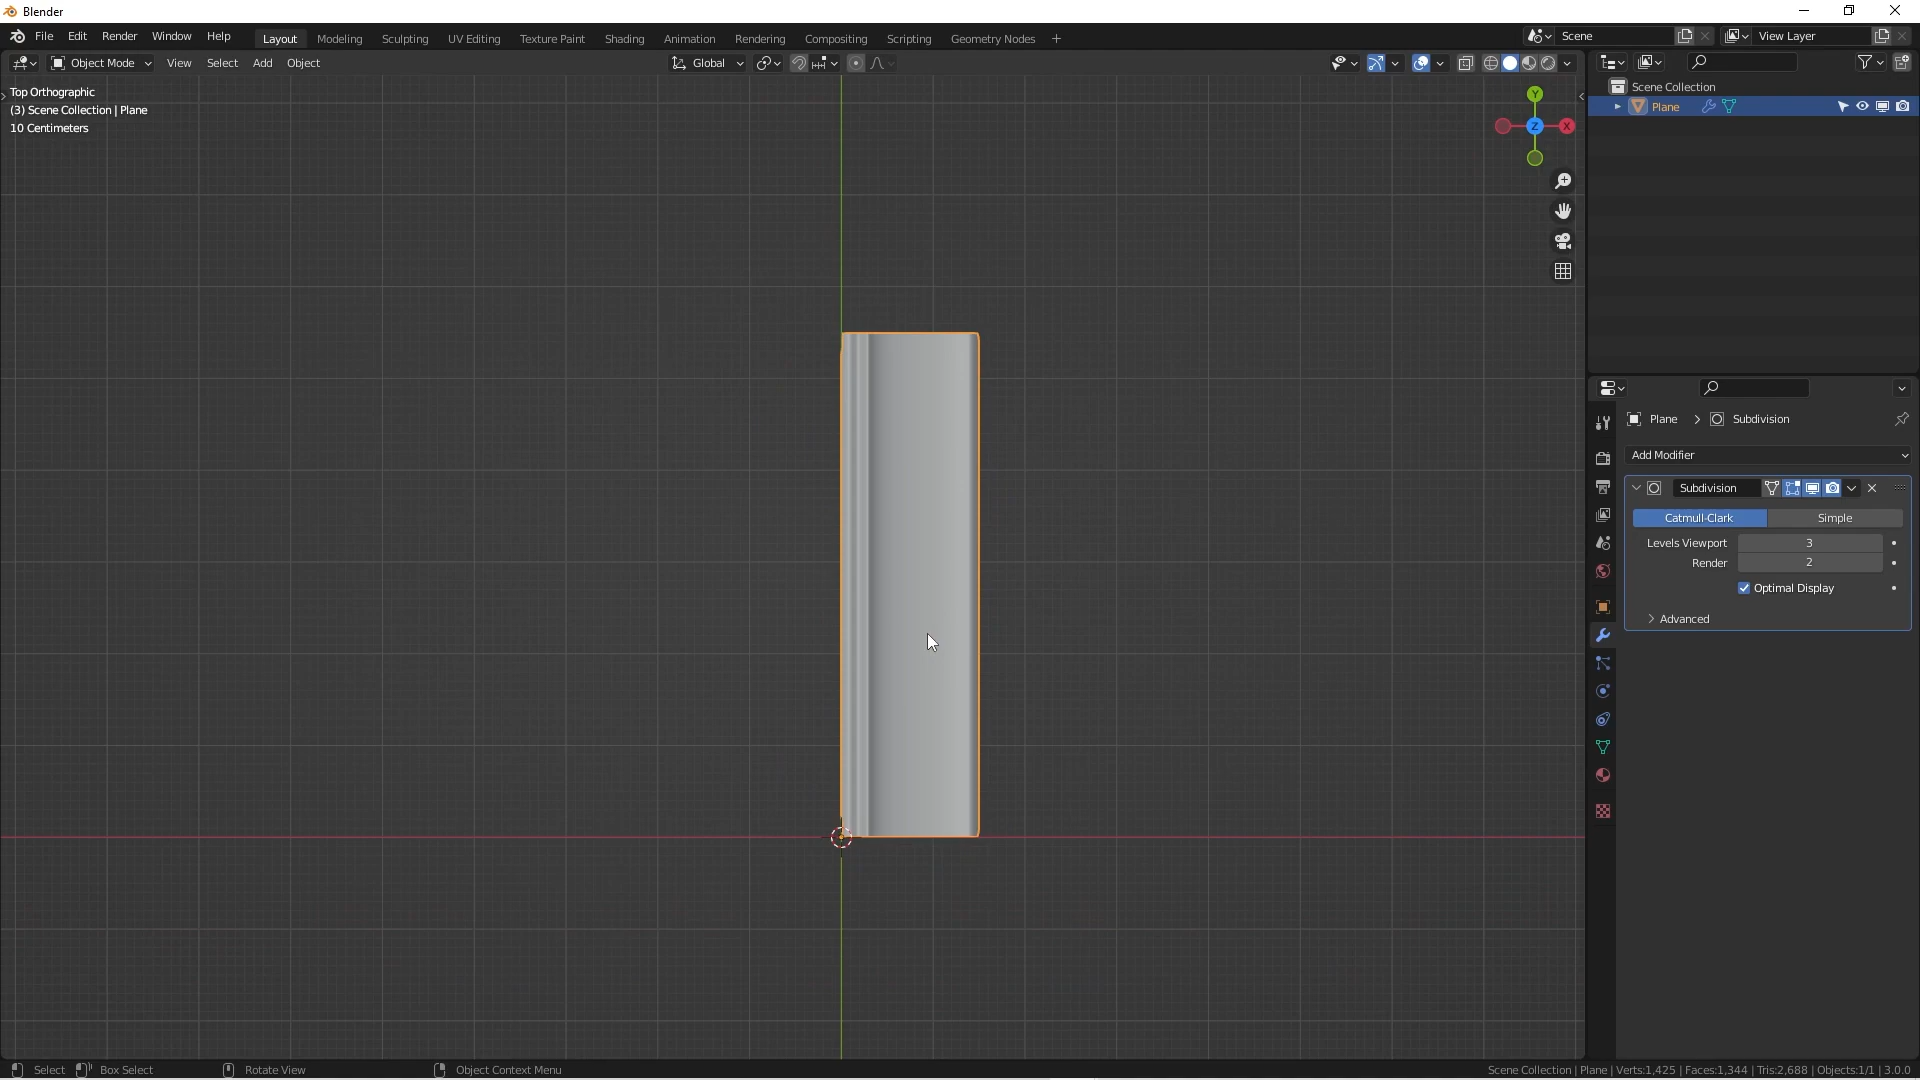 Blender
File Edit Render Window Help Layout Modeling Sculpting UV Editing Texture Paint Shading Animation Rendering Compositing Scripting Geometry Nodes + Scene View Layer
Object Mode View Select Add Object Global
Top Orthographic
(3) Scene Collection | Plane
10 Centimeters
Y
Z X
Scene Collection
Plane
Plane > Subdivision
Add Modifier
Subdivision
Catmull-Clark Simple
Levels Viewport 3
Render 2
Optimal Display
Advanced
Select Box Select Rotate View Object Context Menu Scene Collection | Plane | Verts:1,425 | Faces:1,344 | Tris:2,688 | Objects:1/1 | 3.0.0